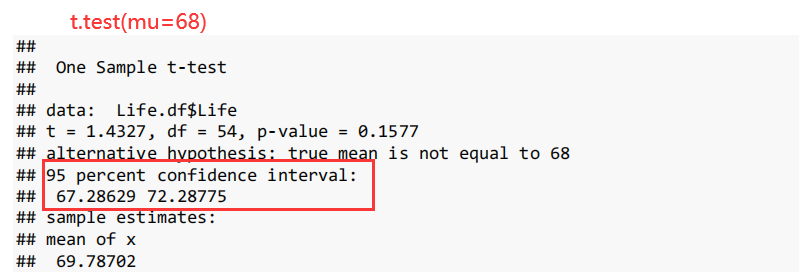 t.test(mu=68)
##
##  One Sample t-test
##
## data:  Life.df$Life
## t = 1.4327, df = 54, p-value = 0.1577
## alternative hypothesis: true mean is not equal to 68
## 95 percent confidence interval:
##  67.28629 72.28775
## sample estimates:
## mean of x
##  69.78702